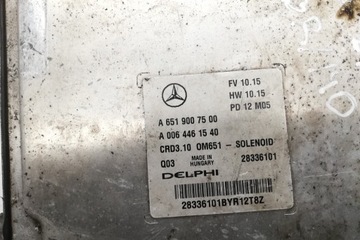 FV 10.15
HW 10.15
PD 12 M05
A 651 900 75 00
A 006 446 15 40
CRD3.10 OM651 - SOLENOID
Q03 MADE IN HUNGARY 28336101
DELPHI
28336101BYR12T8Z